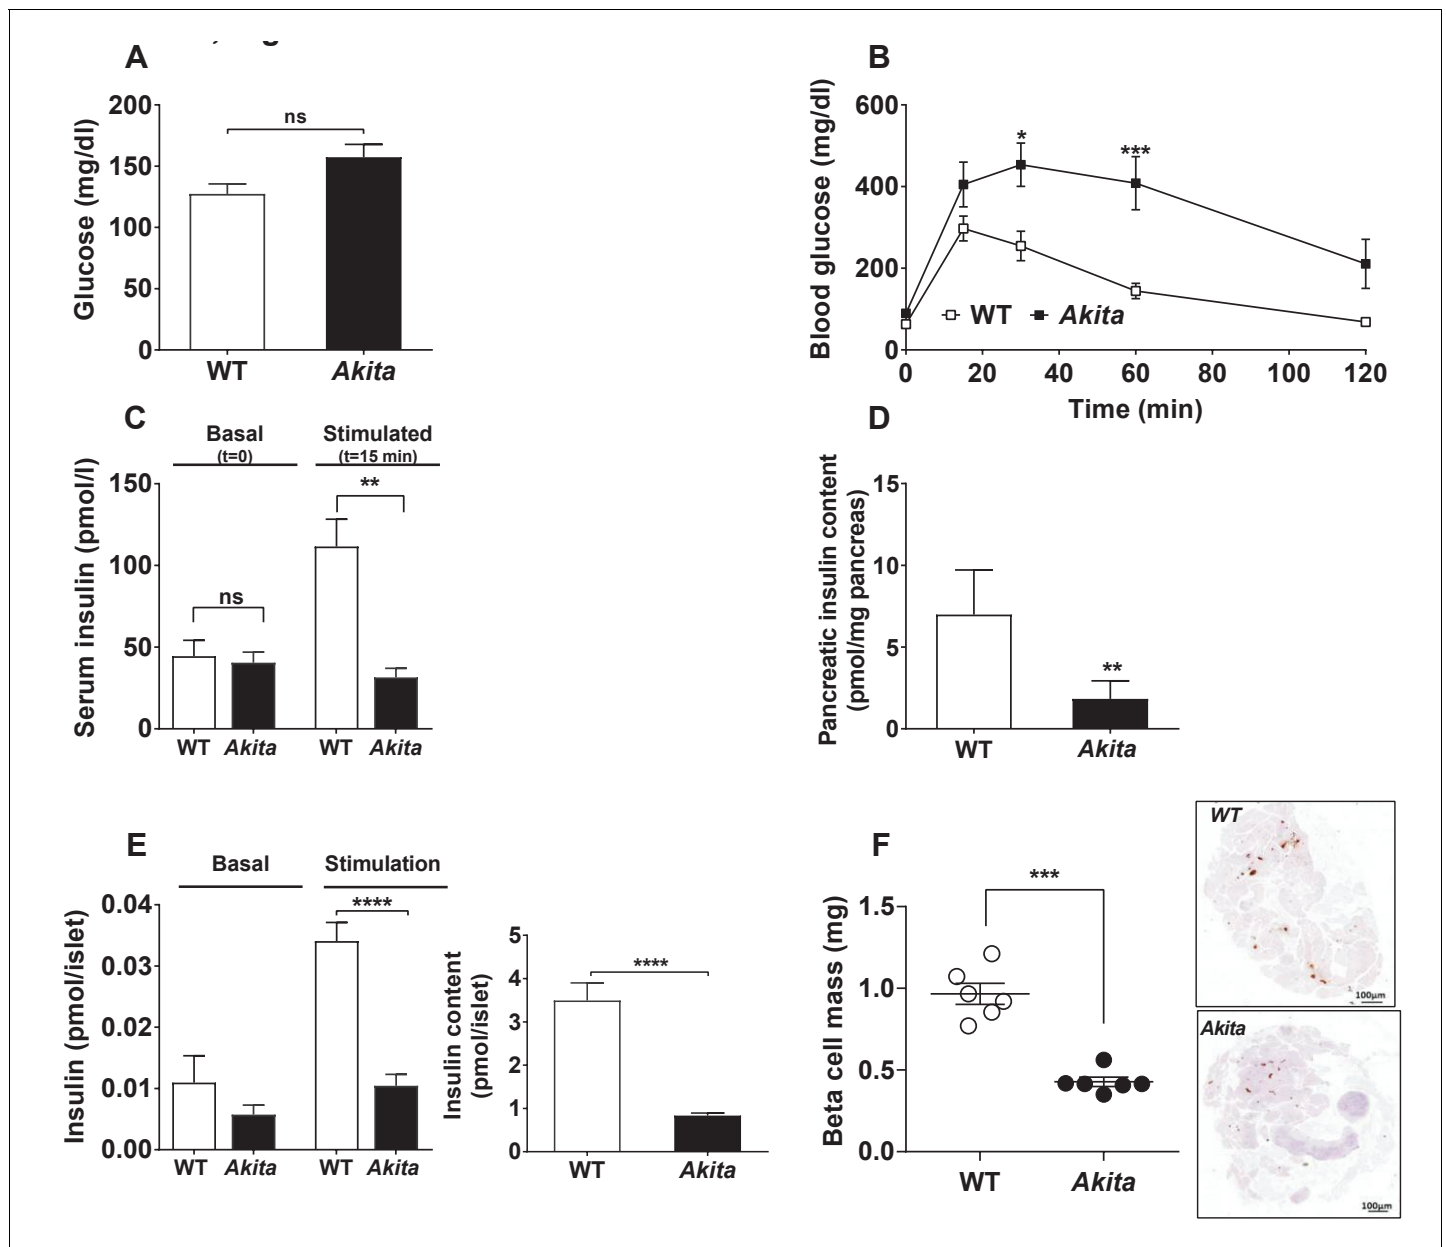 A
200
150
100
50
0
Glucose (mg/dl)
ns
WT
Akita
B
600
400
200
0
Blood glucose (mg/dl)
*
***
WT
Akita
0
20
40
60
80
100
120
Time (min)
C
Basal
(t=0)
Stimulated
(t=15 min)
150
100
50
0
Serum insulin (pmol/l)
ns
**
WT
Akita
WT
Akita
D
15
10
5
0
Pancreatic insulin content
(pmol/mg pancreas)
**
WT
Akita
E
Basal
Stimulation
0.04
0.03
0.02
0.01
0.00
Insulin (pmol/islet)
****
WT
Akita
WT
Akita
5
4
3
2
1
0
Insulin content
(pmol/islet)
****
WT
Akita
F
1.5
1.0
0.5
0.0
Beta cell mass (mg)
***
WT
Akita
WT
100µm
Akita
100µm